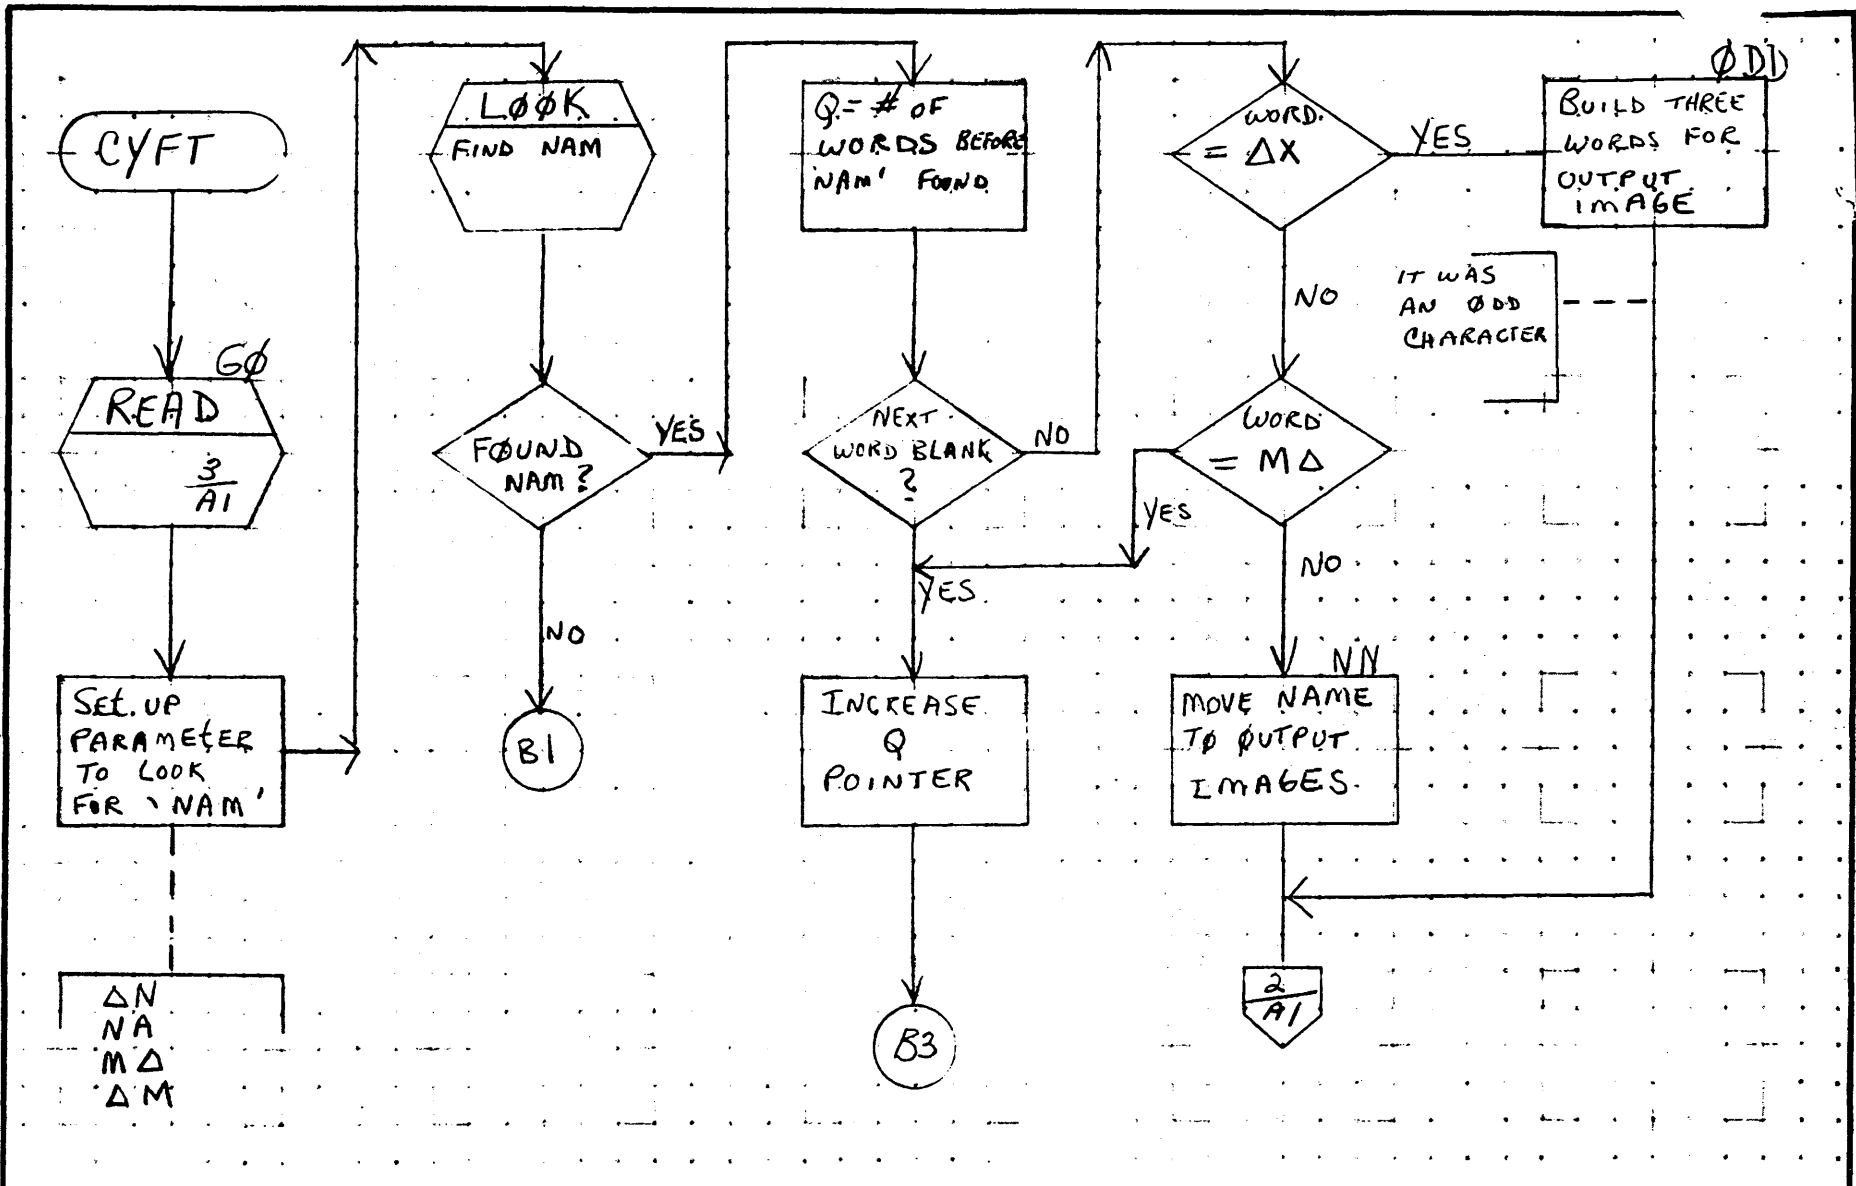 CYFT
GØ
READ
3
A1
SEt. UP
PARAMEtER
TO LOOK
FOR 'NAM'
ΔN
NA
MΔ
ΔM
LØØK
FIND NAM
FØUND
NAM?
YES
NO
B1
Q = # OF
WORDS BEFORE
'NAM' FOUND
NEXT
WORD BLANK
?
NO
YES
INCREASE
Q
POINTER
B3
WORD
= ΔX
YES
NO
WORD
= MΔ
YES
NO
NN
MOVE NAME
TØ ØUTPUT
IMAGES.
2
A1
ØDD
BUILD THREE
WORDS FOR
OUTPUT
IMAGE
IT WAS
AN ØDD
CHARACTER